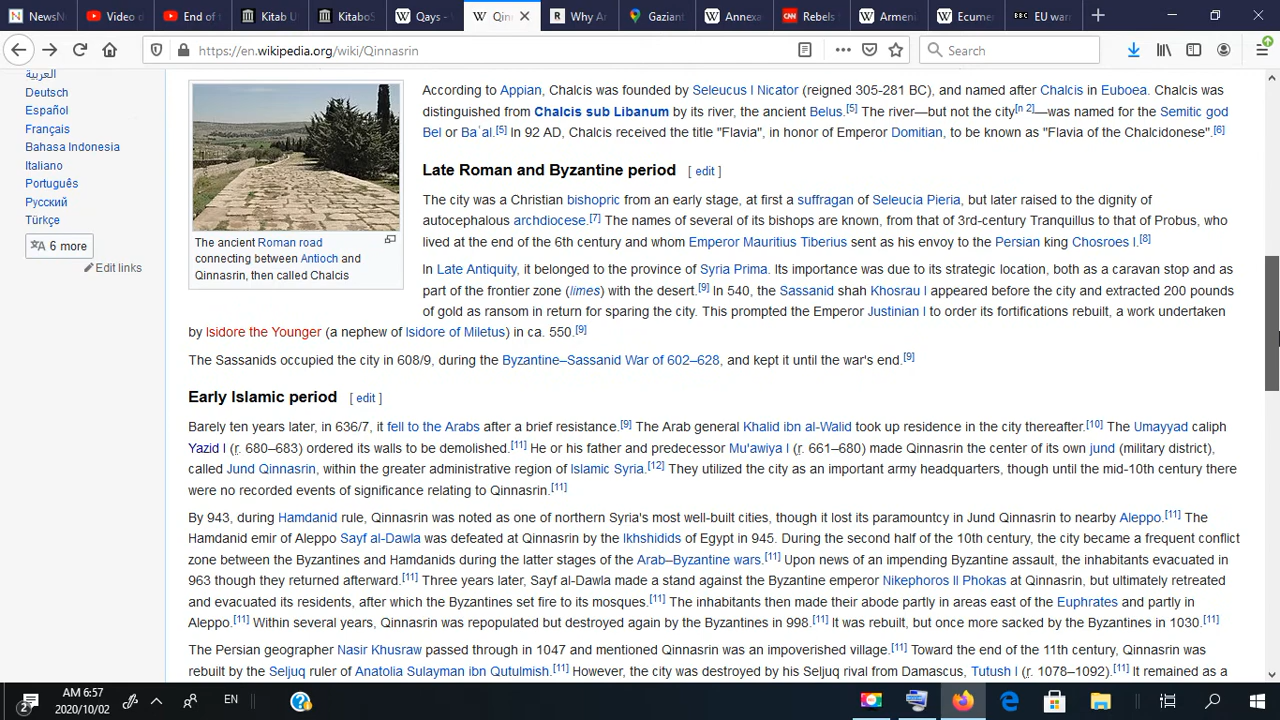 NewsN
Video d
End of t
Kitab U
KitaboS
Qays -
Qin
Why Ar
Gaziant
Annexa
Rebels
Armeni
Ecumer
BBC EU warn
https://en.wikipedia.org/wiki/Qinnasrin
Search
العربية
Deutsch
Español
Français
Bahasa Indonesia
Italiano
Português
Русский
Türkçe
6 more
Edit links
The ancient Roman road
connecting between Antioch and
Qinnasrin, then called Chalcis
According to Appian, Chalcis was founded by Seleucus I Nicator (reigned 305-281 BC), and named after Chalcis in Euboea. Chalcis was
distinguished from Chalcis sub Libanum by its river, the ancient Belus.[5] The river—but not the city[n 2]—was named for the Semitic god
Bel or Baʿal.[5] In 92 AD, Chalcis received the title "Flavia", in honor of Emperor Domitian, to be known as "Flavia of the Chalcidonese".[6]
Late Roman and Byzantine period [ edit ]
The city was a Christian bishopric from an early stage, at first a suffragan of Seleucia Pieria, but later raised to the dignity of
autocephalous archdiocese.[7] The names of several of its bishops are known, from that of 3rd-century Tranquillus to that of Probus, who
lived at the end of the 6th century and whom Emperor Mauritius Tiberius sent as his envoy to the Persian king Chosroes I.[8]
In Late Antiquity, it belonged to the province of Syria Prima. Its importance was due to its strategic location, both as a caravan stop and as
part of the frontier zone (limes) with the desert.[9] In 540, the Sassanid shah Khosrau I appeared before the city and extracted 200 pounds
of gold as ransom in return for sparing the city. This prompted the Emperor Justinian I to order its fortifications rebuilt, a work undertaken
by Isidore the Younger (a nephew of Isidore of Miletus) in ca. 550.[9]
The Sassanids occupied the city in 608/9, during the Byzantine–Sassanid War of 602–628, and kept it until the war's end.[9]
Early Islamic period [ edit ]
Barely ten years later, in 636/7, it fell to the Arabs after a brief resistance.[9] The Arab general Khalid ibn al-Walid took up residence in the city thereafter.[10] The Umayyad caliph
Yazid I (r. 680–683) ordered its walls to be demolished.[11] He or his father and predecessor Mu'awiya I (r. 661–680) made Qinnasrin the center of its own jund (military district),
called Jund Qinnasrin, within the greater administrative region of Islamic Syria.[12] They utilized the city as an important army headquarters, though until the mid-10th century there
were no recorded events of significance relating to Qinnasrin.[11]
By 943, during Hamdanid rule, Qinnasrin was noted as one of northern Syria's most well-built cities, though it lost its paramountcy in Jund Qinnasrin to nearby Aleppo.[11] The
Hamdanid emir of Aleppo Sayf al-Dawla was defeated at Qinnasrin by the Ikhshidids of Egypt in 945. During the second half of the 10th century, the city became a frequent conflict
zone between the Byzantines and Hamdanids during the latter stages of the Arab–Byzantine wars.[11] Upon news of an impending Byzantine assault, the inhabitants evacuated in
963 though they returned afterward.[11] Three years later, Sayf al-Dawla made a stand against the Byzantine emperor Nikephoros II Phokas at Qinnasrin, but ultimately retreated
and evacuated its residents, after which the Byzantines set fire to its mosques.[11] The inhabitants then made their abode partly in areas east of the Euphrates and partly in
Aleppo.[11] Within several years, Qinnasrin was repopulated but destroyed again by the Byzantines in 998.[11] It was rebuilt, but once more sacked by the Byzantines in 1030.[11]
The Persian geographer Nasir Khusraw passed through in 1047 and mentioned Qinnasrin was an impoverished village.[11] Toward the end of the 11th century, Qinnasrin was
rebuilt by the Seljuq ruler of Anatolia Sulayman ibn Qutulmish.[11] However, the city was destroyed by his Seljuq rival from Damascus, Tutush I (r. 1078–1092).[11] It remained as a
AM 6:57
2020/10/02
EN
2